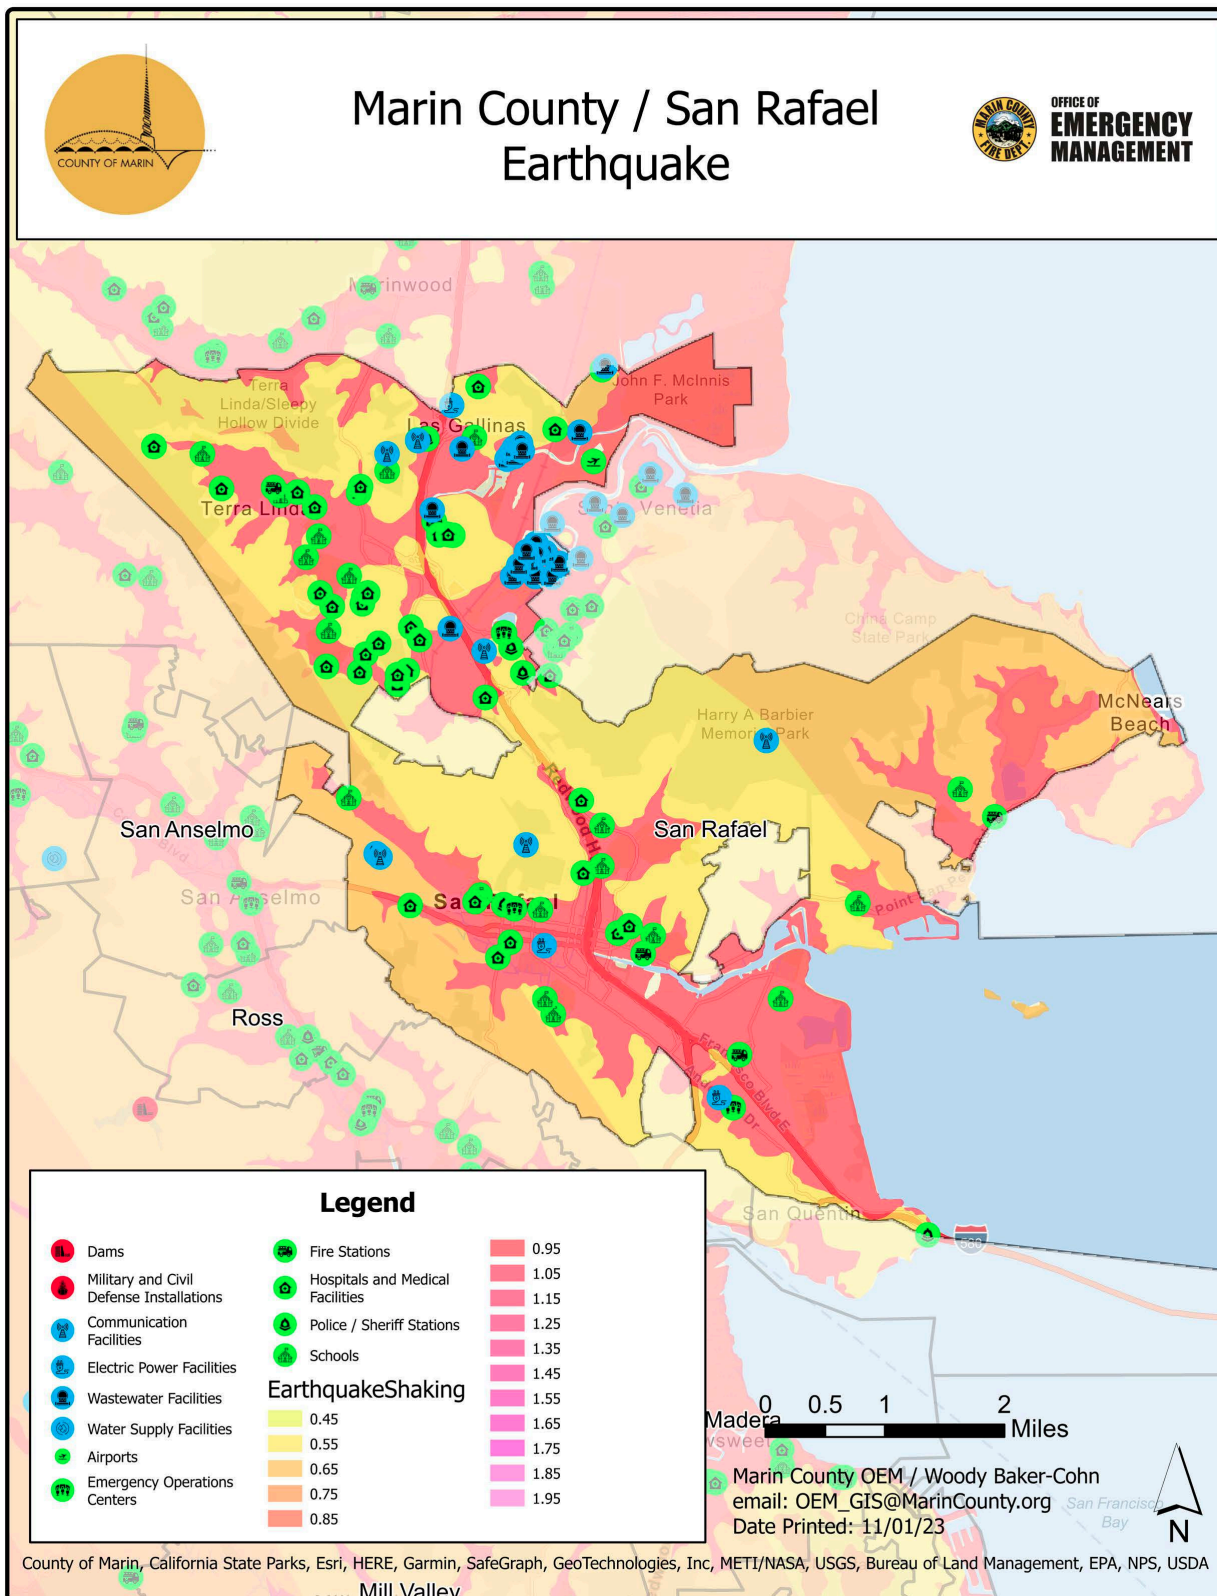 Marin County / San Rafael
Earthquake
COUNTY OF MARIN
MARIN COUNTY
FIRE DEPT.
OFFICE OF
EMERGENCY
MANAGEMENT
Marinwood
Terra
Linda/Sleepy
Hollow Divide
John F. McInnis
Park
Las Gallinas
Terra Linda
Venetia
China Camp
State Park
McNears
Beach
Harry A Barbier
Memorial Park
San Anselmo
San Rafael
San Anselmo
San Rafael
Ross
Francisco Blvd E
Dr
San Quentin
580
Legend
Dams
Military and Civil
Defense Installations
Communication
Facilities
Electric Power Facilities
Wastewater Facilities
Water Supply Facilities
Airports
Emergency Operations
Centers
Fire Stations
Hospitals and Medical
Facilities
Police / Sheriff Stations
Schools
EarthquakeShaking
0.45
0.55
0.65
0.75
0.85
0.95
1.05
1.15
1.25
1.35
1.45
1.55
1.65
1.75
1.85
1.95
0 0.5 1 2
Miles
Madera
Marin County OEM / Woody Baker-Cohn
email: OEM_GIS@MarinCounty.org
Date Printed: 11/01/23
San Francisco
Bay
N
County of Marin, California State Parks, Esri, HERE, Garmin, SafeGraph, GeoTechnologies, Inc, METI/NASA, USGS, Bureau of Land Management, EPA, NPS, USDA
Mill Valley